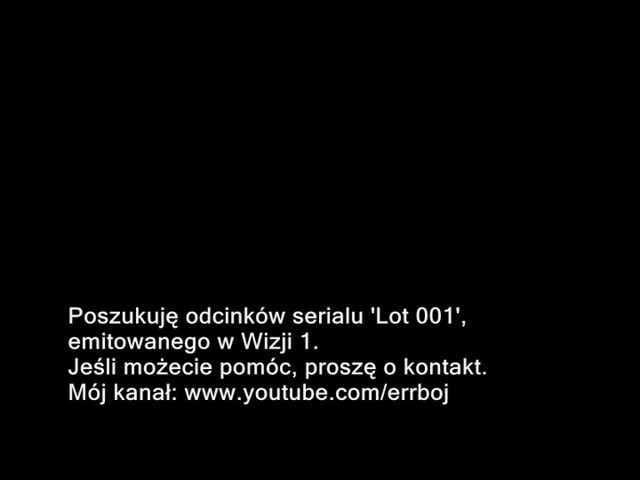 Poszukuję odcinków serialu 'Lot 001',
emitowanego w Wizji 1.
Jeśli możecie pomóc, proszę o kontakt.
Mój kanał: www.youtube.com/errboj